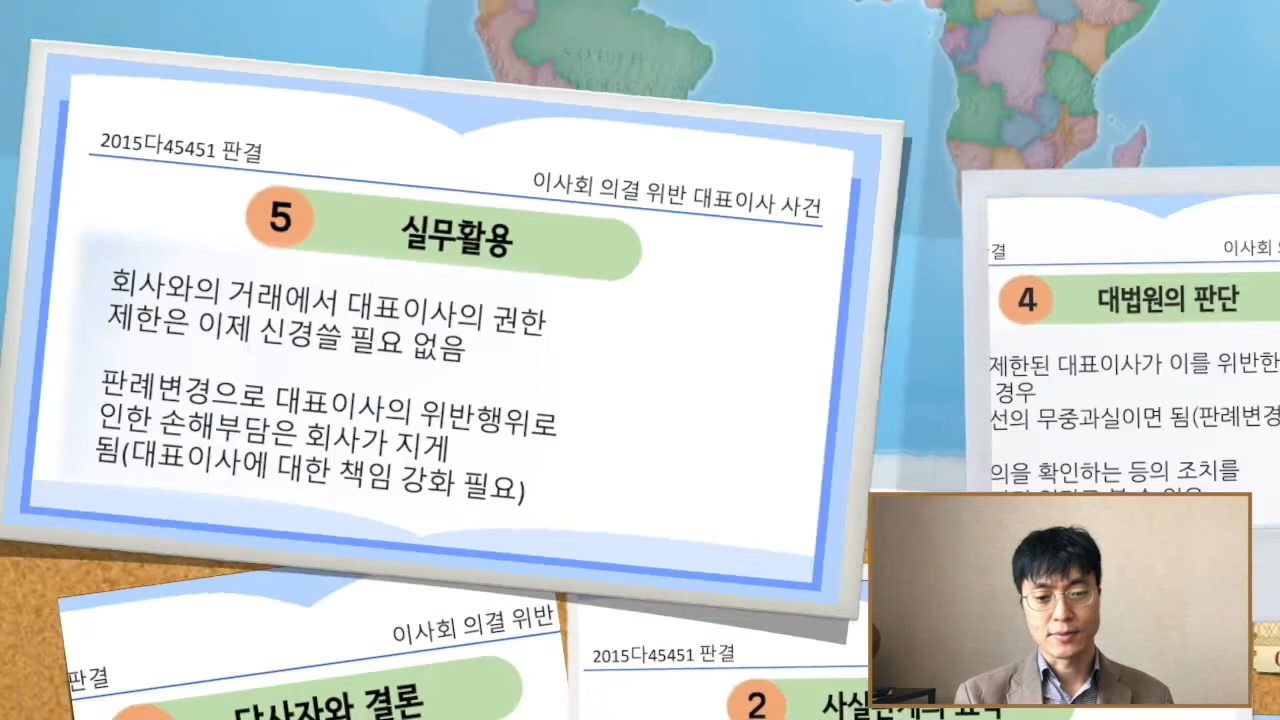 2015다45451 판결
이사회 의결 위반 대표이사 사건
5
실무활용
회사와의 거래에서 대표이사의 권한
제한은 이제 신경쓸 필요 없음
판례변경으로 대표이사의 위반행위로
인한 손해부담은 회사가 지게
됨(대표이사에 대한 책임 강화 필요)
결
이사회
4
대법원의 판단
제한된 대표이사가 이를 위반한
경우
선의 무중과실이면 됨(판례변경
의을 확인하는 등의 조치를
이사회 의결 위반
판결
당사자와 결론
2015다45451 판결
2